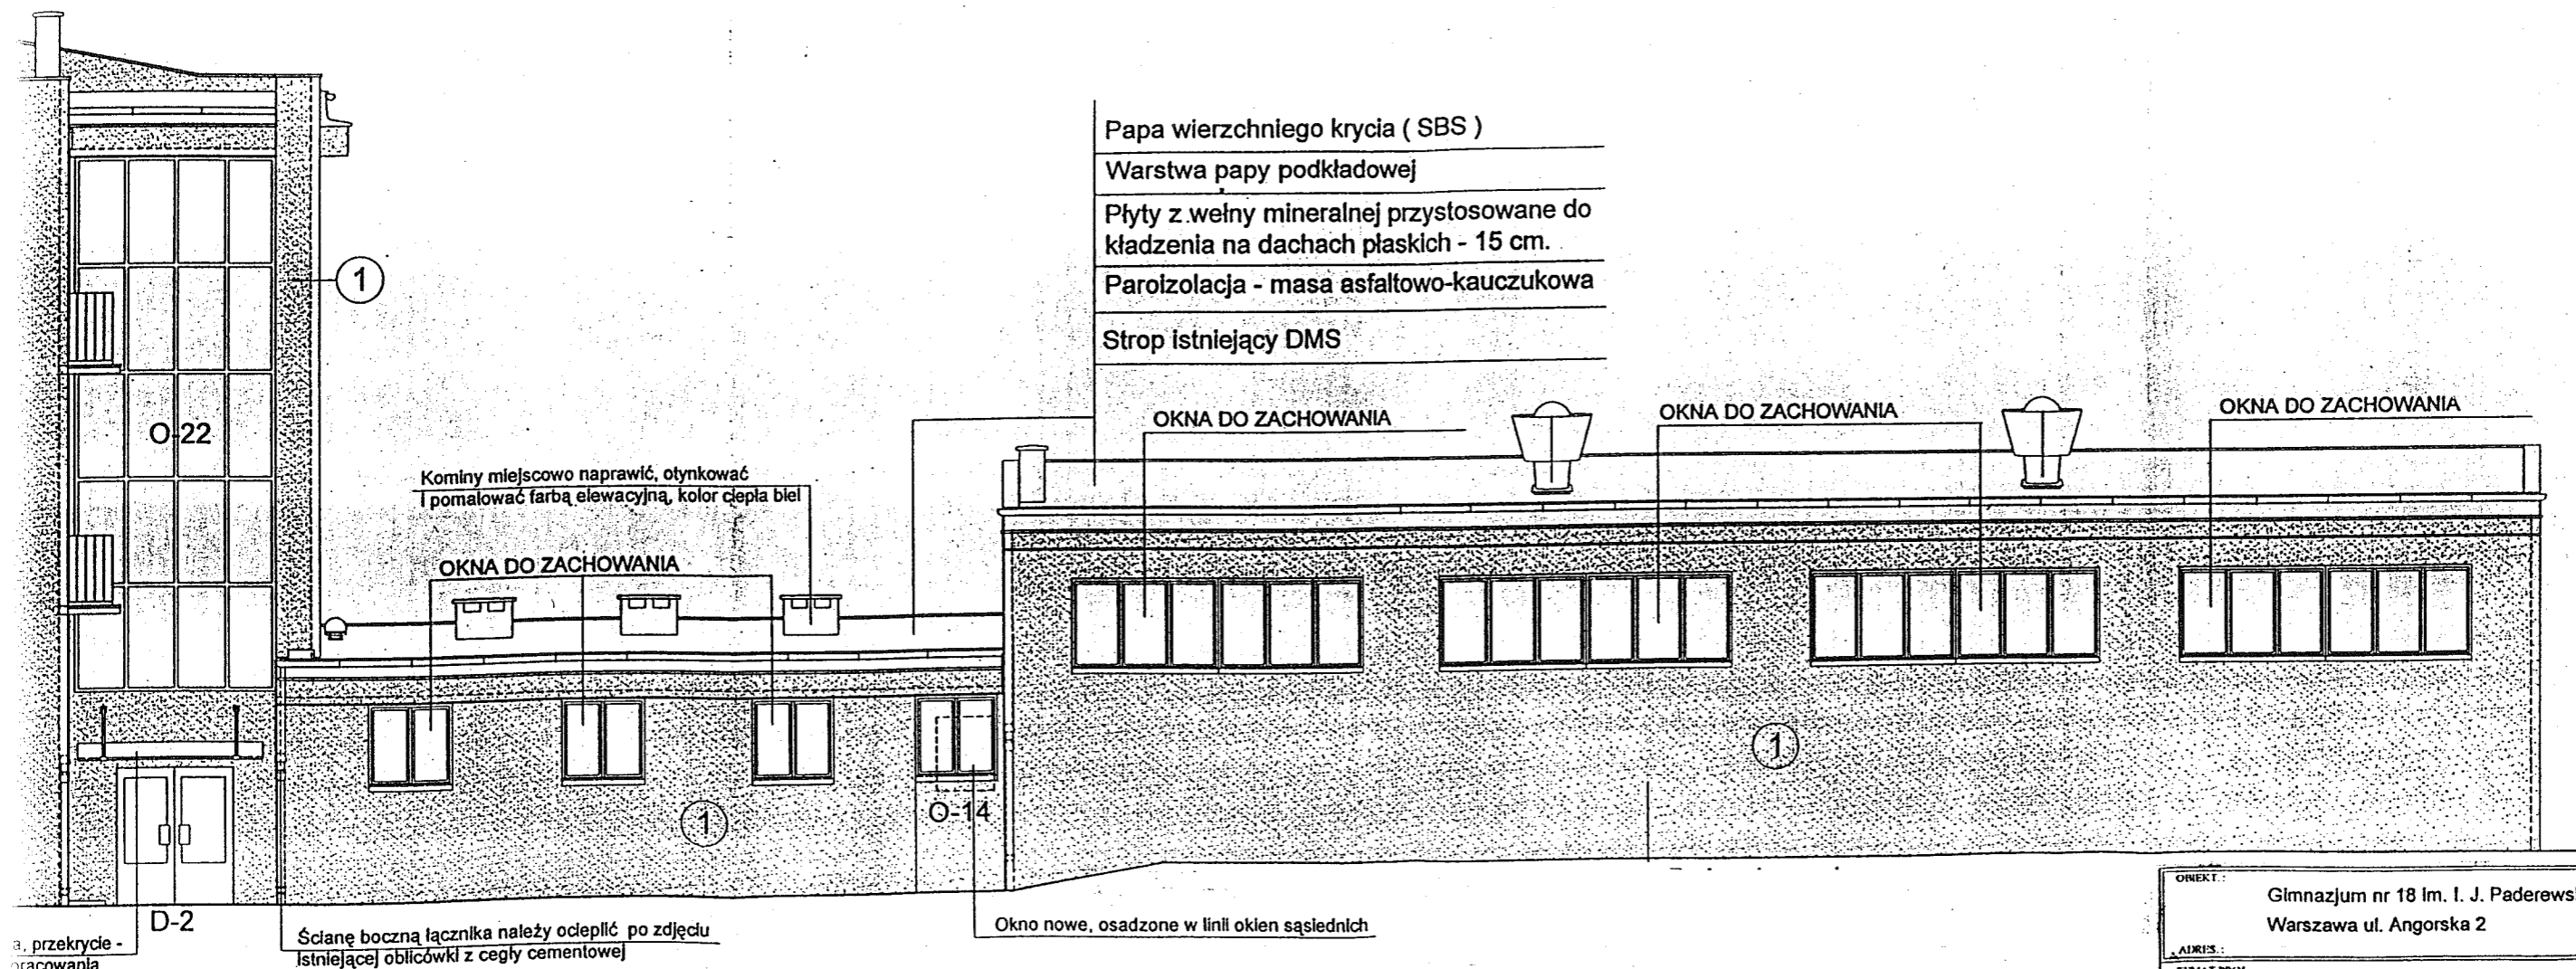 Papa wierzchniego krycia ( SBS )
Warstwa papy podkładowej
Płyty z wełny mineralnej przystosowane do
kładzenia na dachach płaskich - 15 cm.
Paroizolacja - masa asfaltowo-kauczukowa
Strop istniejący DMS
1
OKNA DO ZACHOWANIA
OKNA DO ZACHOWANIA
OKNA DO ZACHOWANIA
O-22
Kominy miejscowo naprawić, otynkować
i pomalować farbą elewacyjną, kolor ciepła biel
OKNA DO ZACHOWANIA
1
1
O-14
D-2
a, przekrycie -
pracowania
Ścianę boczną łącznika należy ocieplić po zdjęciu
istniejącej oblicówki z cegły cementowej
Okno nowe, osadzone w linii okien sąsiednich
OBIEKT.:
Gimnazjum nr 18 im. I. J. Paderews
Warszawa ul. Angorska 2
ADRES.: